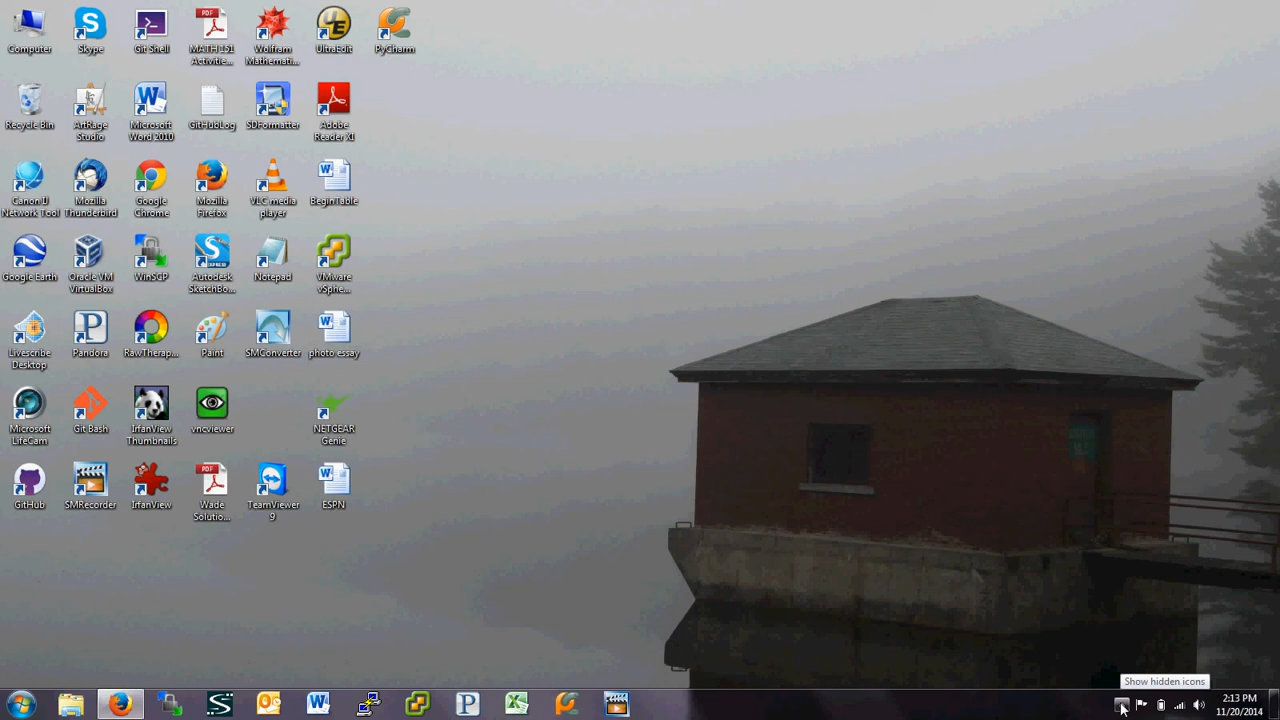 Computer
Skype
Git Shell
MATH 151
Activitie...
Wolfram
Mathemati...
UltraEdit
PyCharm
Recycle Bin
ArtRage
Studio
Microsoft
Word 2010
GitHubLog
SDFormatter
Adobe
Reader XI
Canon IJ
Network Tool
Mozilla
Thunderbird
Google
Chrome
Mozilla
Firefox
VLC media
player
BeginTable
Google Earth
Oracle VM
VirtualBox
WinSCP
Autodesk
SketchBo...
Notepad
VMware
vSphe...
Livescribe
Desktop
Pandora
RawTherap...
Paint
SMConverter
photo essay
Microsoft
LifeCam
Git Bash
IrfanView
Thumbnails
vncviewer
NETGEAR
Genie
GitHub
SMRecorder
IrfanView
Wade
Solutio...
TeamViewer
9
ESPN
Show hidden icons
2:13 PM
11/20/2014